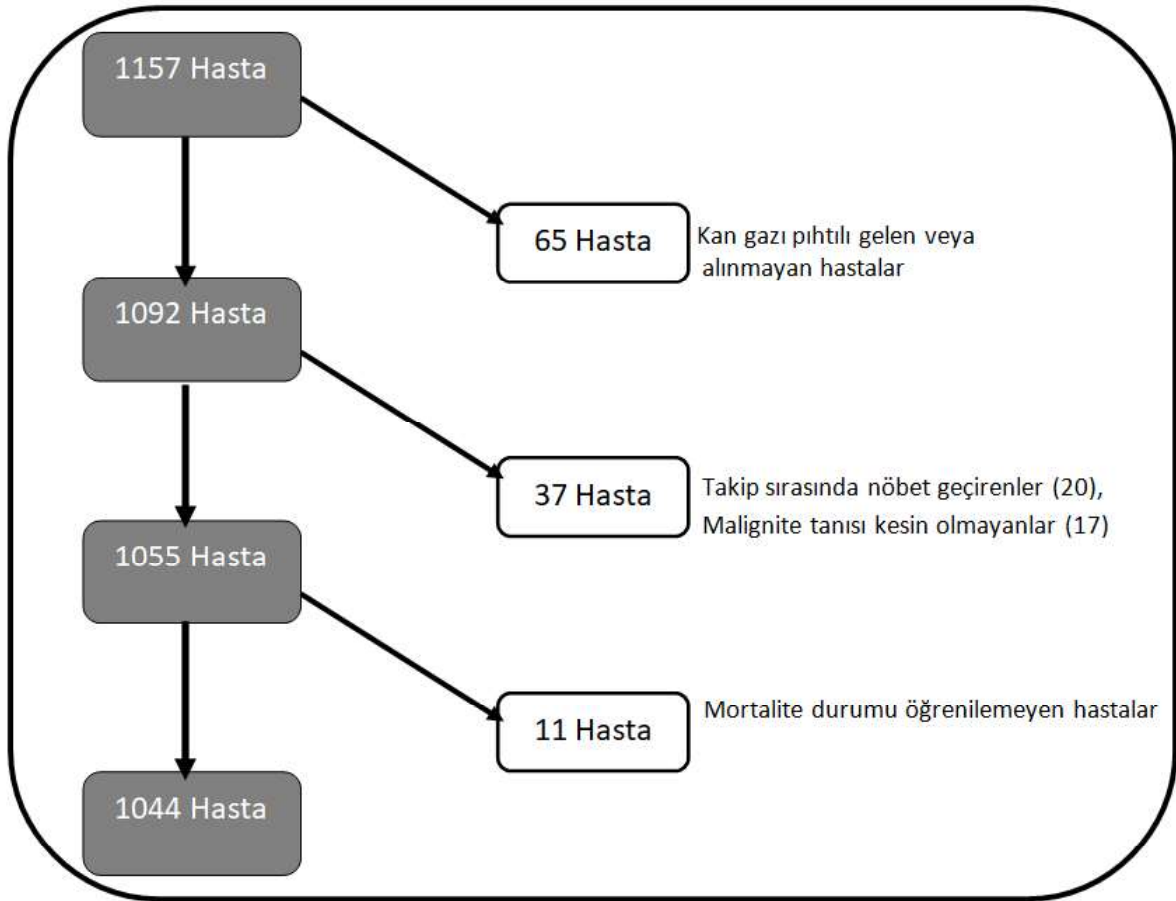 1157 Hasta
65 Hasta
Kan gazı pıhtılı gelen veya
alınmayan hastalar
1092 Hasta
37 Hasta
Takip sırasında nöbet geçirenler (20),
Malignite tanısı kesin olmayanlar (17)
1055 Hasta
11 Hasta
Mortalite durumu öğrenilemeyen hastalar
1044 Hasta